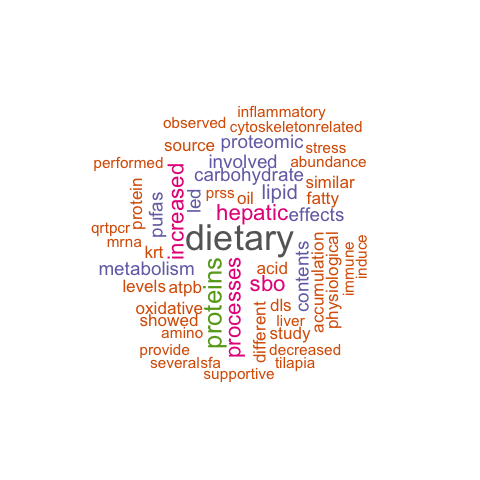 inflammatory
observed
cytoskeletonrelated
source
proteomic
stress
performed
involved
abundance
carbohydrate
protein
pufas
increased
led
prss
oil
lipid
similar
fatty
hepatic
effects
qrtpcr
mrna
krt
dietary
metabolism
proteins
processes
acid
sbo
contents
accumulation
physiological
immune
induce
levels
atpb
oxidative
showed
amino
different
dls
liver
study
provide
decreased
severalsfa
tilapia
supportive